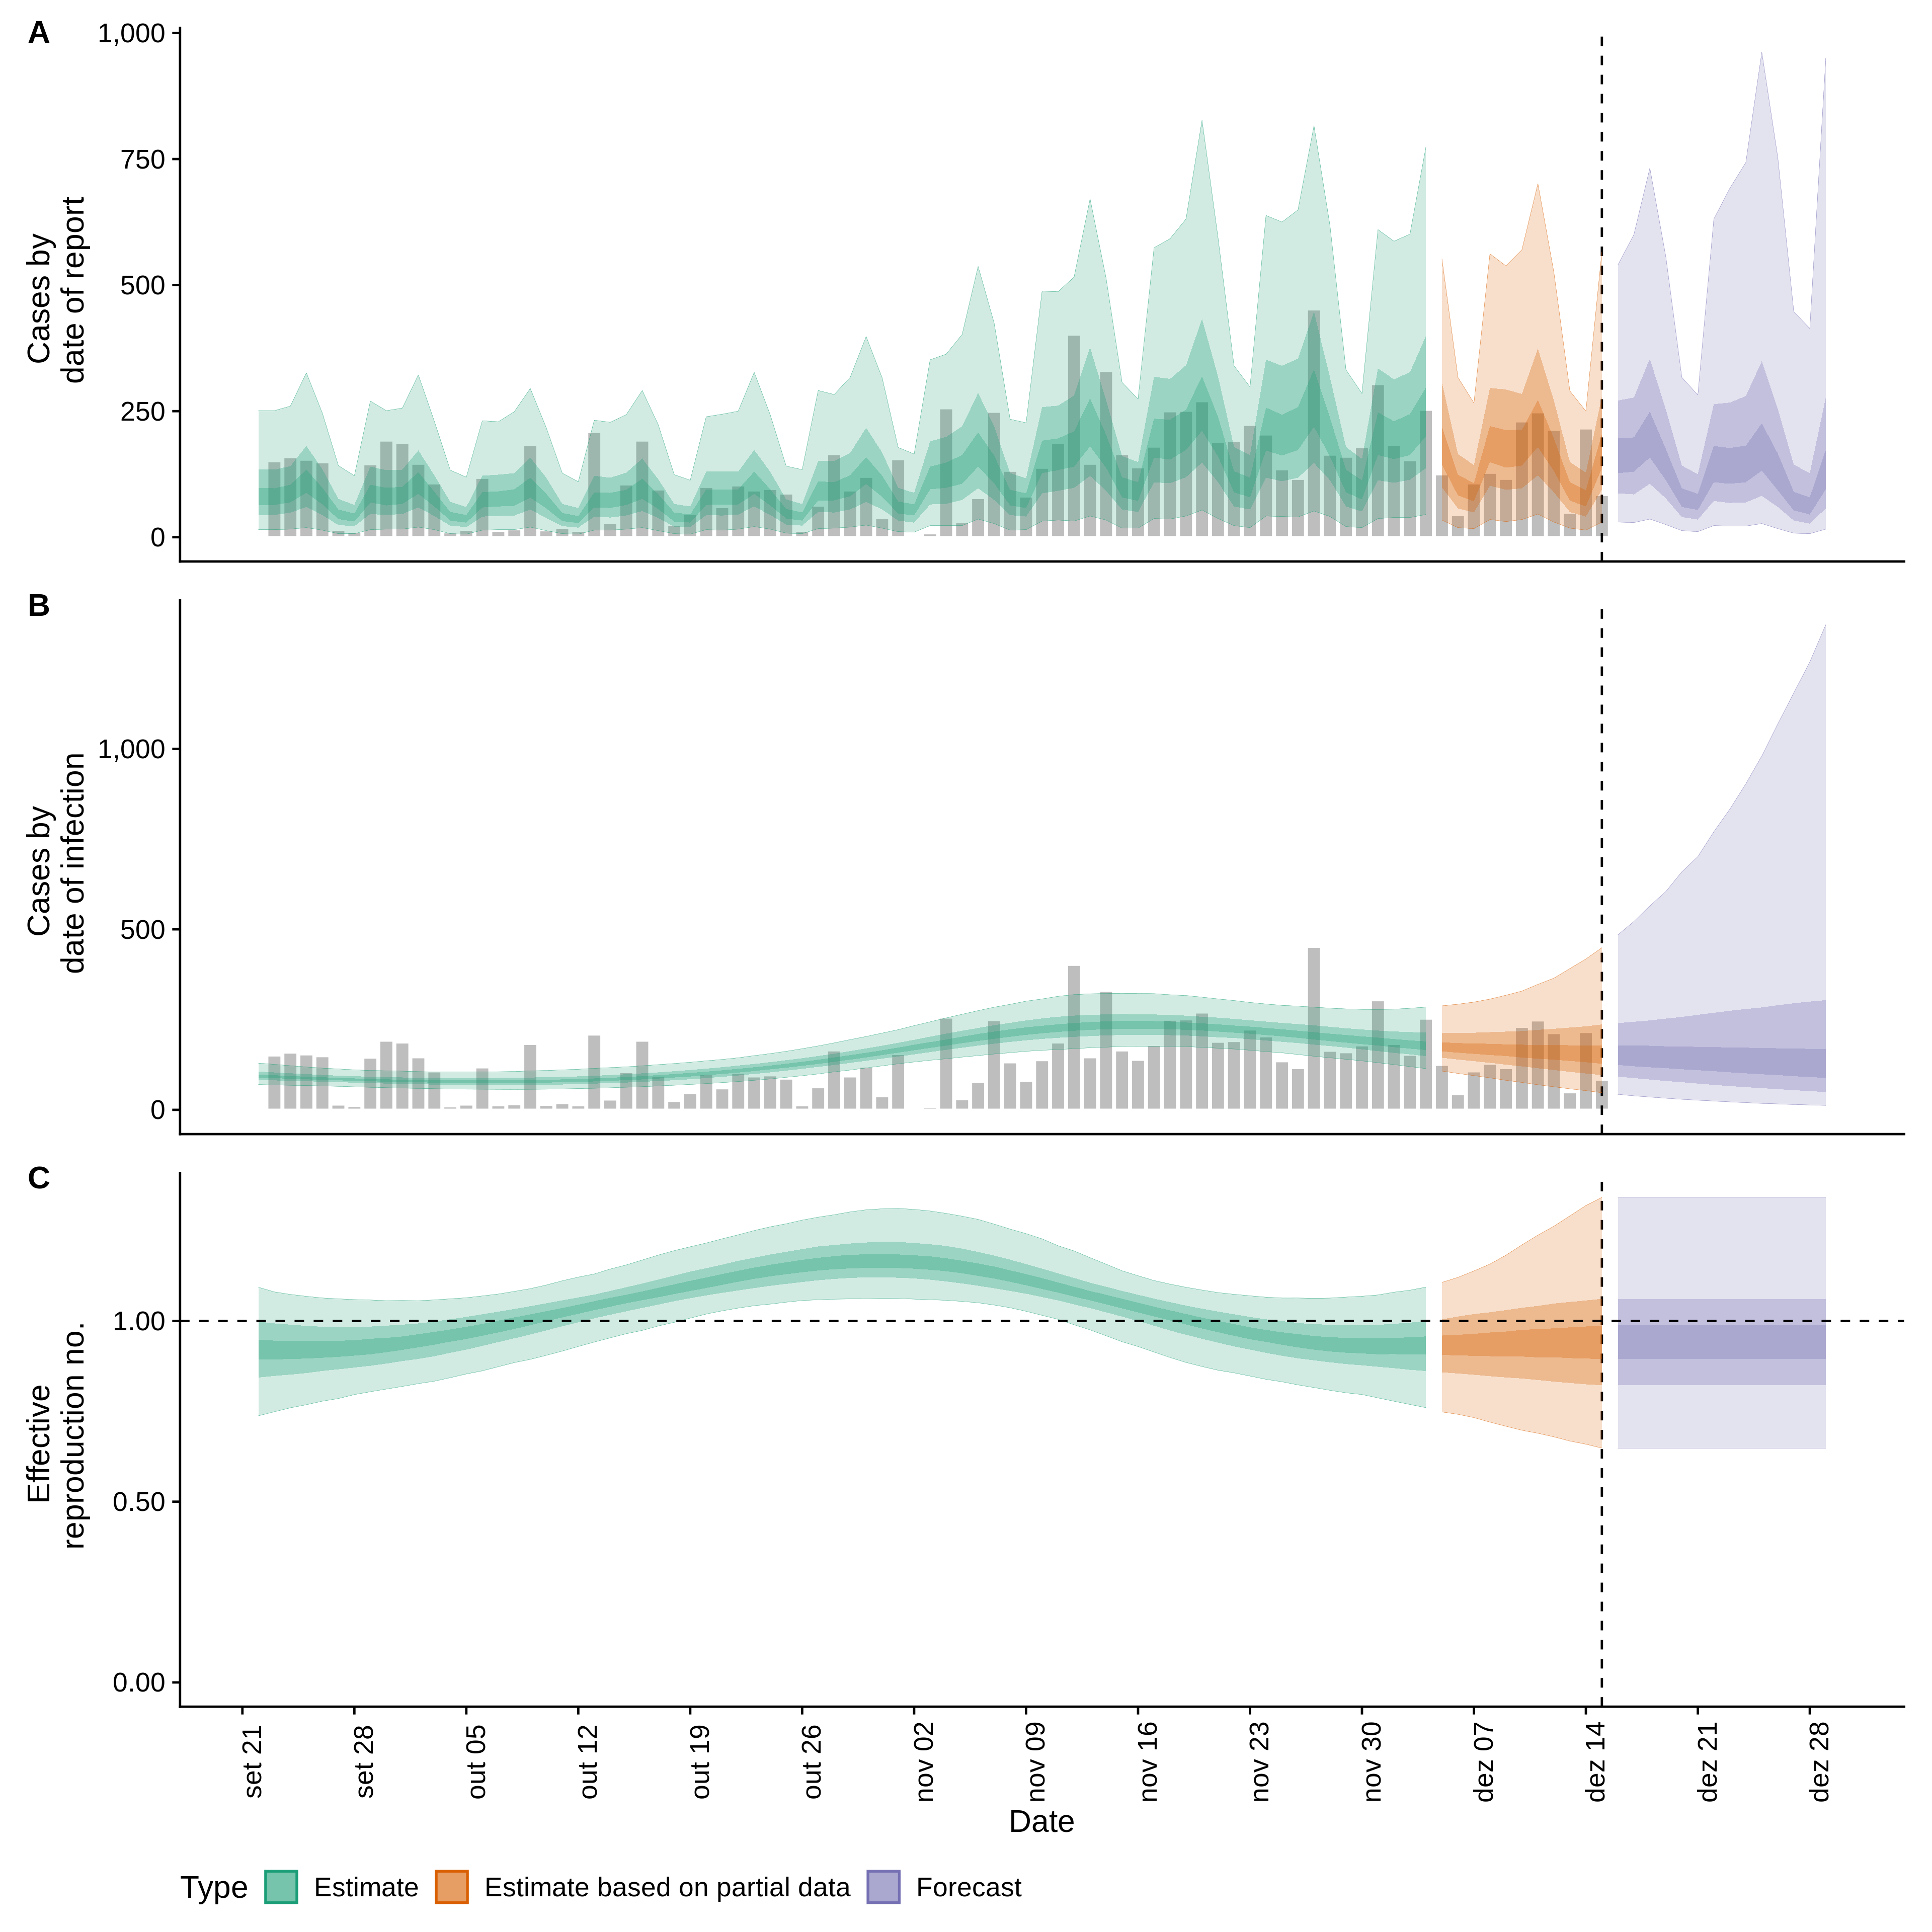 A
1,000
750
500
250
0
Cases by
date of report
B
1,000
500
0
Cases by
date of infection
C
1.00
0.50
0.00
Effective
reproduction no.
set 21
set 28
out 05
out 12
out 19
out 26
nov 02
nov 09
nov 16
nov 23
nov 30
dez 07
dez 14
dez 21
dez 28
Date
Type Estimate Estimate based on partial data Forecast